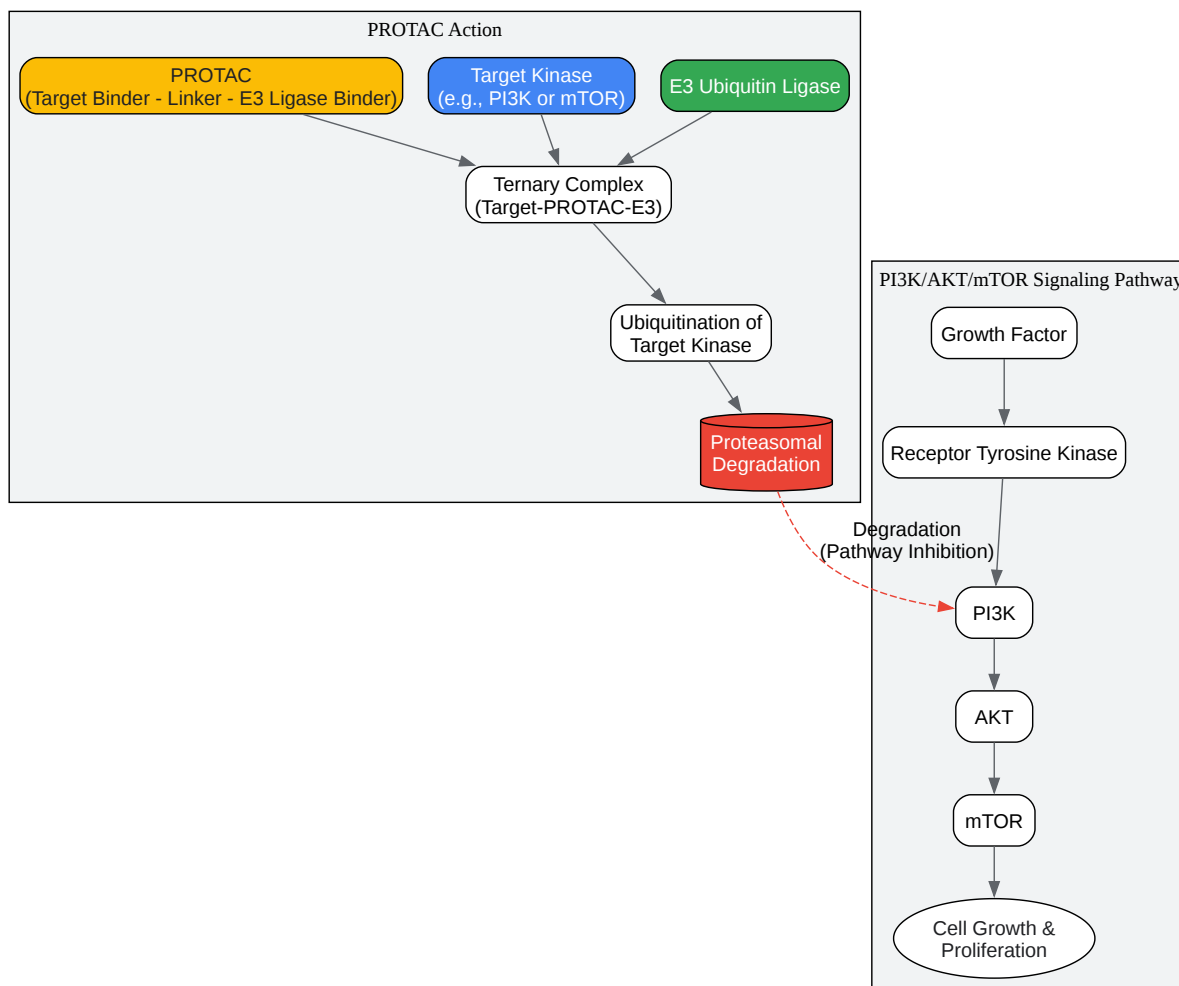 PROTAC Action
PROTAC
(Target Binder - Linker - E3 Ligase Binder)
Target Kinase
(e.g., PI3K or mTOR)
E3 Ubiquitin Ligase
Ternary Complex
(Target-PROTAC-E3)
Ubiquitination of
Target Kinase
Proteasomal
Degradation
Degradation
(Pathway Inhibition)
PI3K/AKT/mTOR Signaling Pathway
Growth Factor
Receptor Tyrosine Kinase
PI3K
AKT
mTOR
Cell Growth &
Proliferation